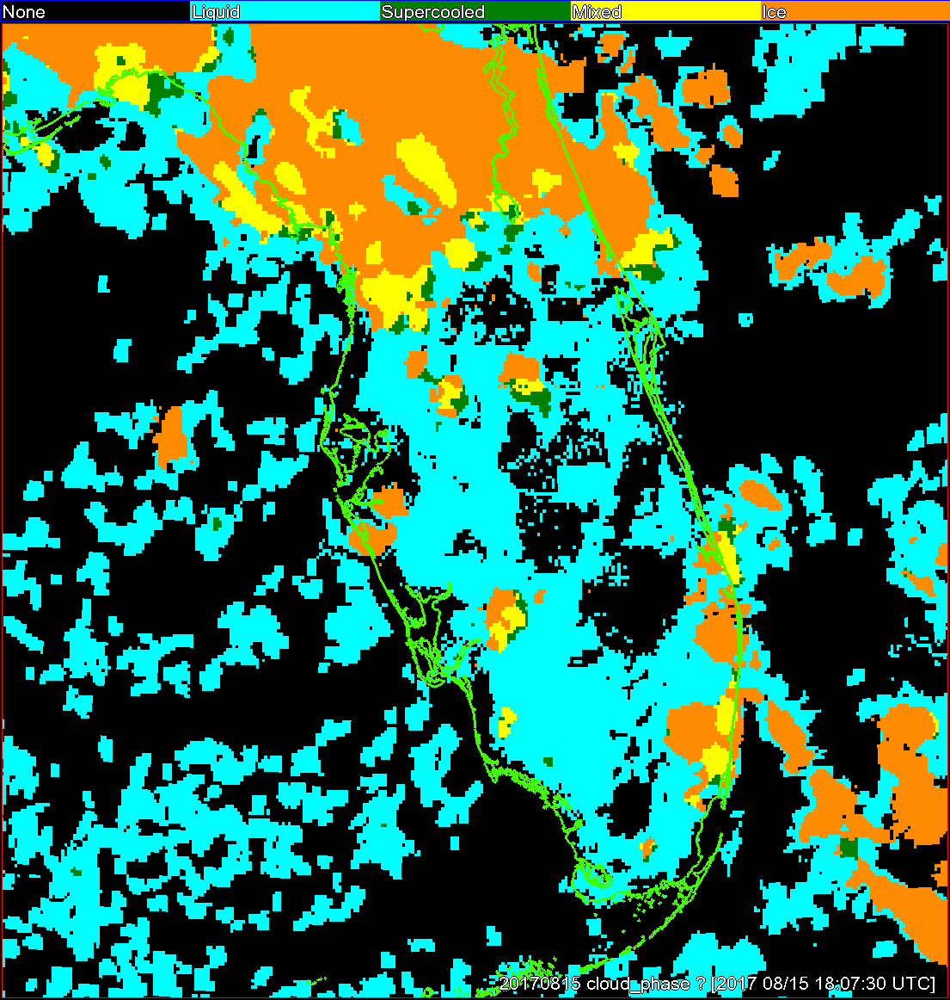 None Liquid Supercooled Mixed Ice
20170815 cloud_phase ? [2017 08/15 18:07:30 UTC]